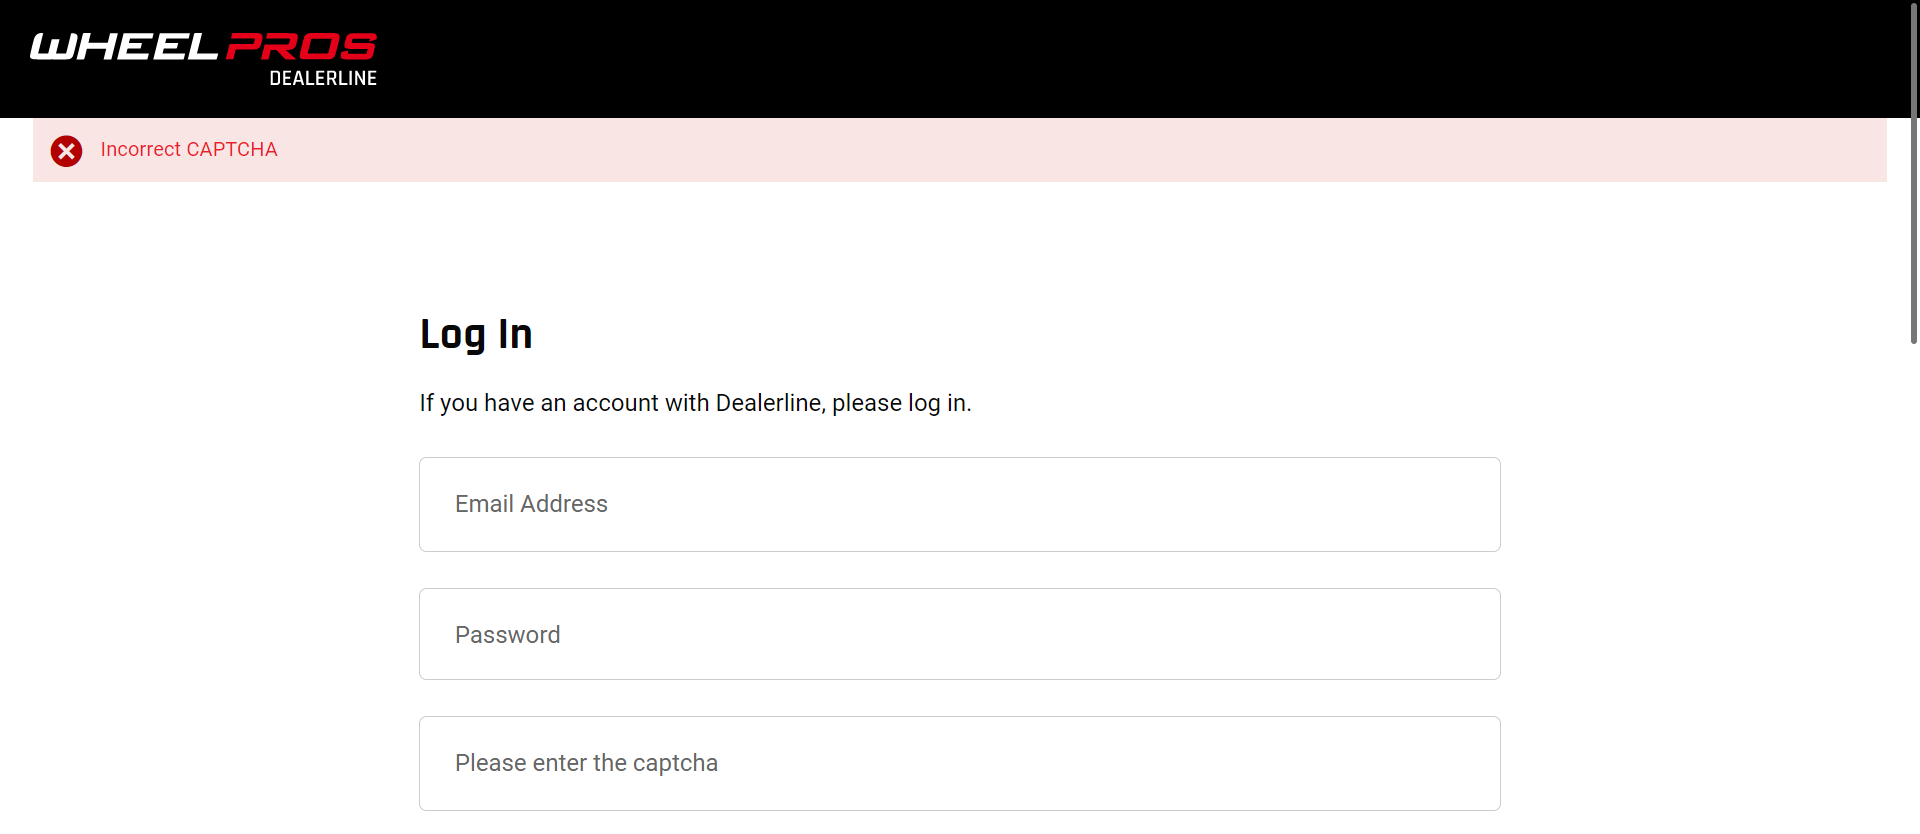 WHEEL PROS
DEALERLINE
Incorrect CAPTCHA
Log In
If you have an account with Dealerline, please log in.
Email Address
Password
Please enter the captcha